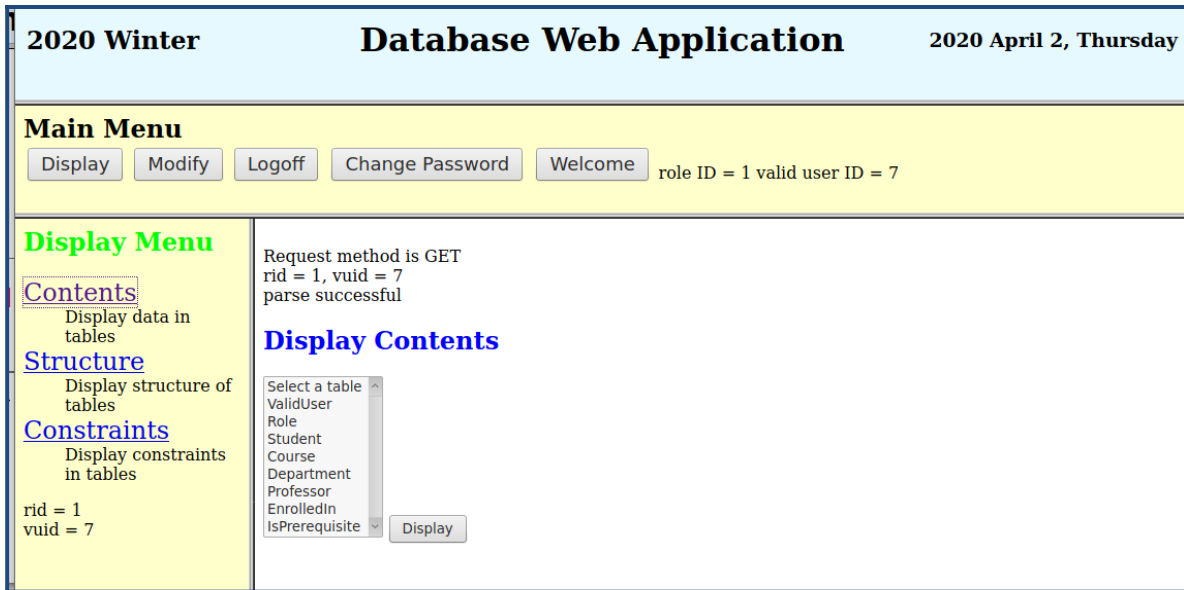 2020 Winter
Database Web Application
2020 April 2, Thursday
Main Menu
Display Modify Logoff Change Password Welcome role ID = 1 valid user ID = 7
Display Menu
Contents
Display data in
tables
Structure
Display structure of
tables
Constraints
Display constraints
in tables
rid = 1
vuid = 7
Request method is GET
rid = 1, vuid = 7
parse successful
Display Contents
Select a table
ValidUser
Role
Student
Course
Department
Professor
EnrolledIn
IsPrerequisite
Display